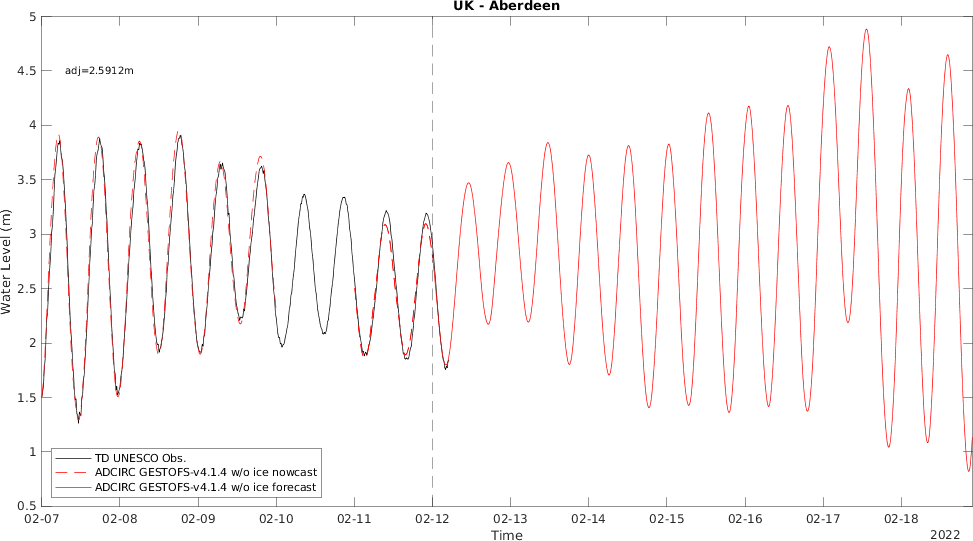 UK - Aberdeen
5
4.5
4
3.5
3
2.5
2
1.5
1
0.5
Water Level (m)
adj=2.5912m
TD UNESCO Obs.
ADCIRC GESTOFS-v4.1.4 w/o ice nowcast
ADCIRC GESTOFS-v4.1.4 w/o ice forecast
02-07 02-08 02-09 02-10 02-11 02-12 02-13 02-14 02-15 02-16 02-17 02-18
Time
2022